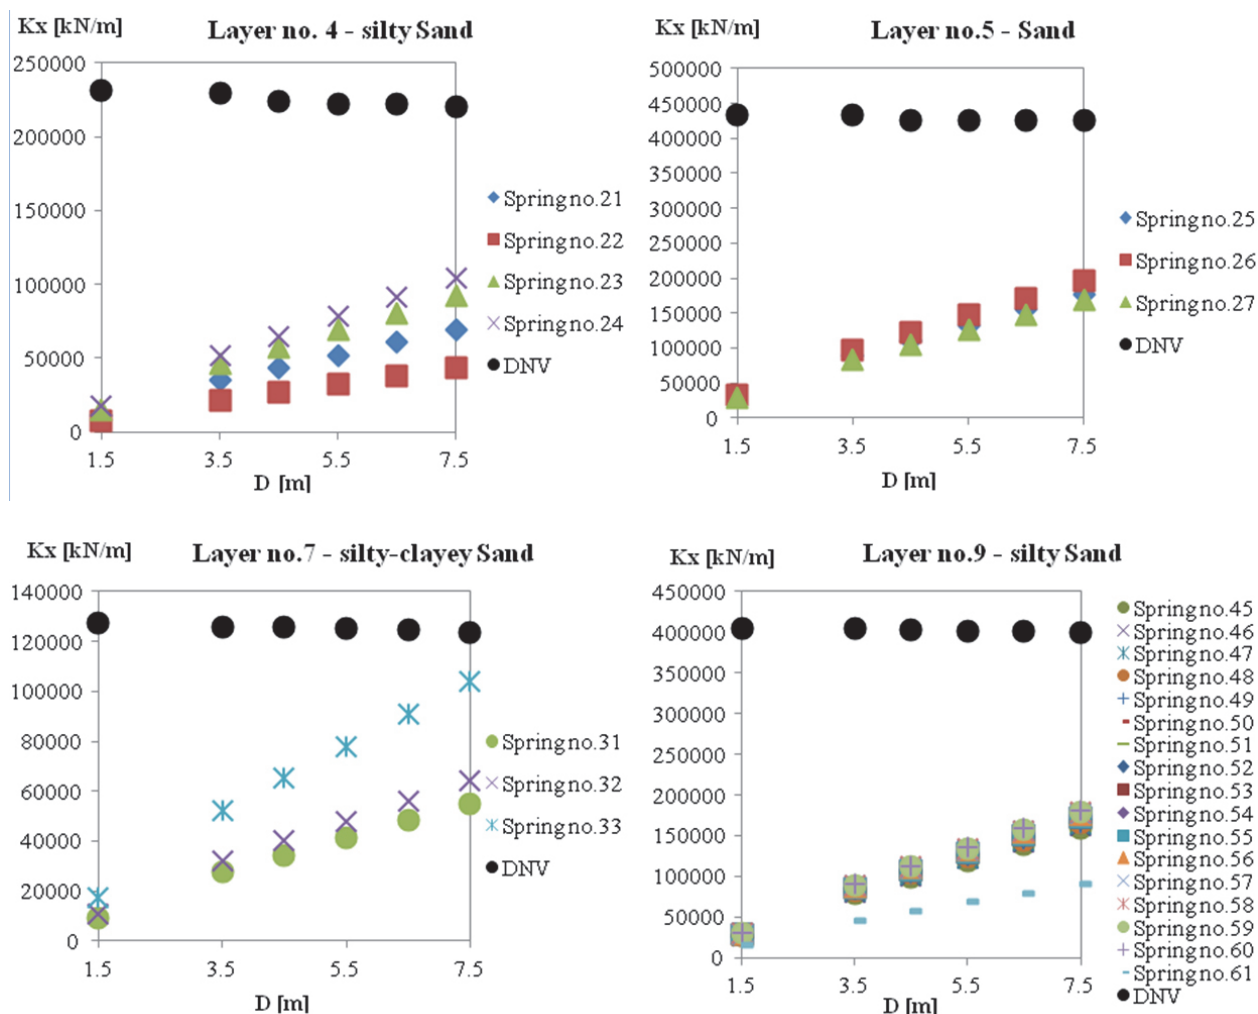 Kx [kN/m]
Layer no. 4 - silty Sand
250000
200000
150000
100000
50000
0
1.5
3.5
5.5
7.5
D [m]
Spring no.21
Spring no.22
Spring no.23
Spring no.24
DNV
Kx [kN/m]
Layer no.5 - Sand
500000
450000
400000
350000
300000
250000
200000
150000
100000
50000
0
1.5
3.5
5.5
7.5
D [m]
Spring no.25
Spring no.26
Spring no.27
DNV
Kx [kN/m]
Layer no.7 - silty-clayey Sand
140000
120000
100000
80000
60000
40000
20000
0
1.5
3.5
5.5
7.5
D [m]
Spring no.31
Spring no.32
Spring no.33
DNV
Kx [kN/m]
Layer no.9 - silty Sand
450000
400000
350000
300000
250000
200000
150000
100000
50000
0
1.5
3.5
5.5
7.5
D [m]
Spring no.45
Spring no.46
Spring no.47
Spring no.48
Spring no.49
Spring no.50
Spring no.51
Spring no.52
Spring no.53
Spring no.54
Spring no.55
Spring no.56
Spring no.57
Spring no.58
Spring no.59
Spring no.60
Spring no.61
DNV